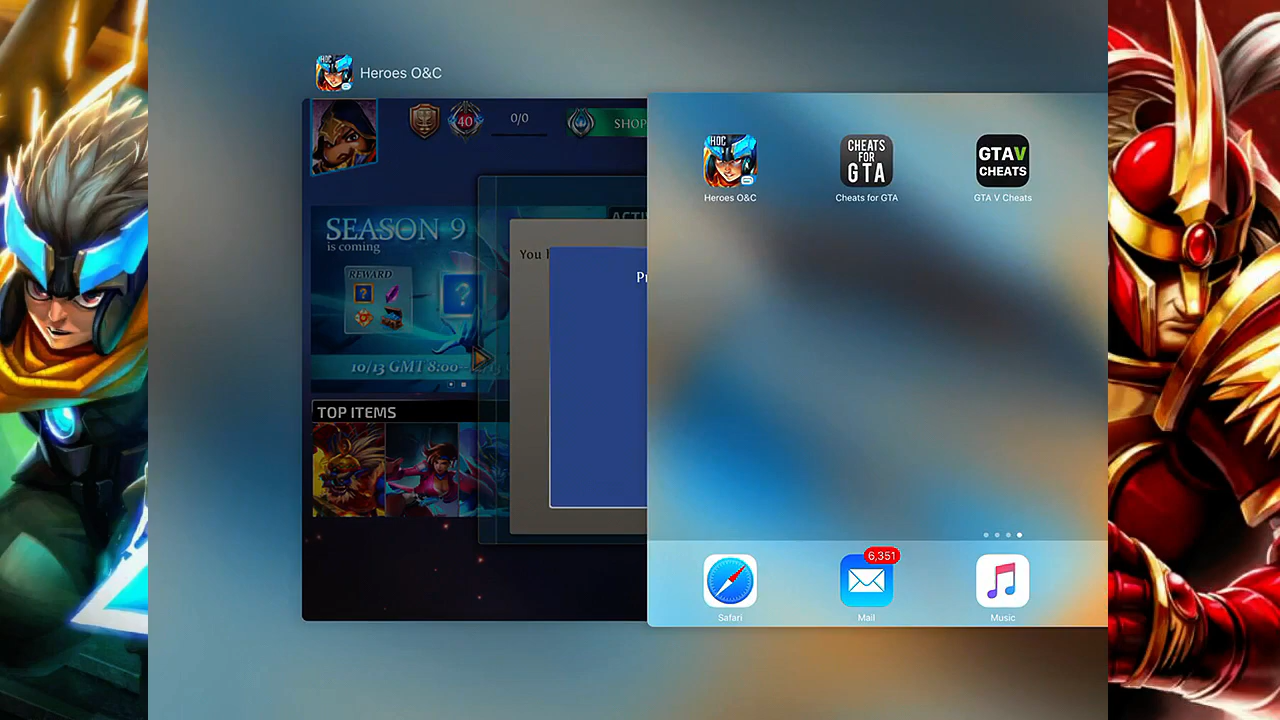 Heroes O&C
40
0/0
SHOP
SEASON 9
is coming
REWARD
?
?
10/13 GMT 8:00
TOP ITEMS
You
HOC
Heroes O&C
CHEATS
FOR
GTA
Cheats for GTA
GTAV
CHEATS
GTA V Cheats
Safari
6,351
Mail
Music